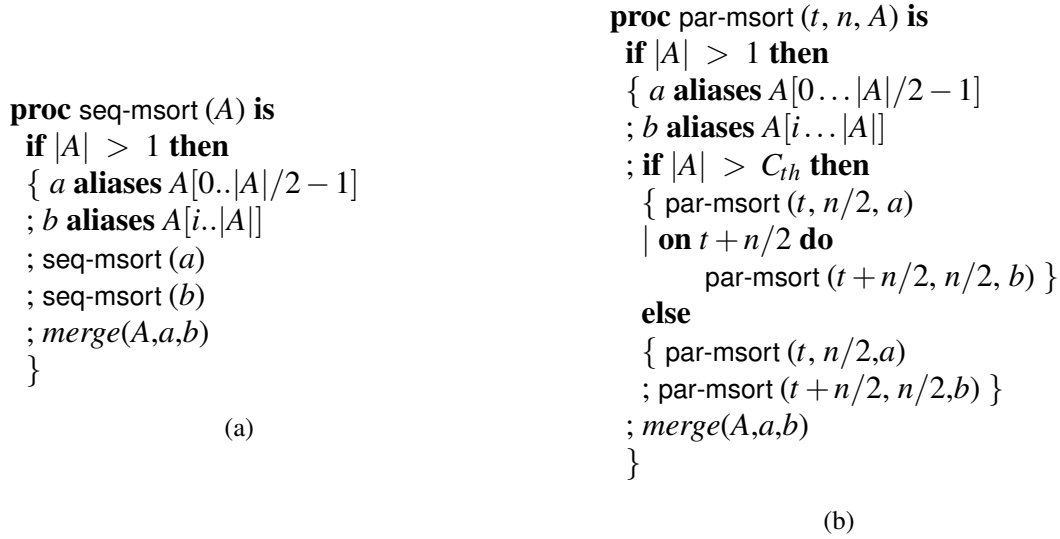 proc seq-msort (A) is
if |A| > 1 then
{ a aliases A[0..|A|/2 − 1]
; b aliases A[i..|A|]
; seq-msort (a)
; seq-msort (b)
; merge(A,a,b)
}
(a)
proc par-msort (t, n, A) is
if |A| > 1 then
{ a aliases A[0...|A|/2 − 1]
; b aliases A[i...|A|]
; if |A| > C_th then
{ par-msort (t, n/2, a)
| on t + n/2 do
par-msort (t + n/2, n/2, b) }
else
{ par-msort (t, n/2,a)
; par-msort (t + n/2, n/2,b) }
; merge(A,a,b)
}
(b)